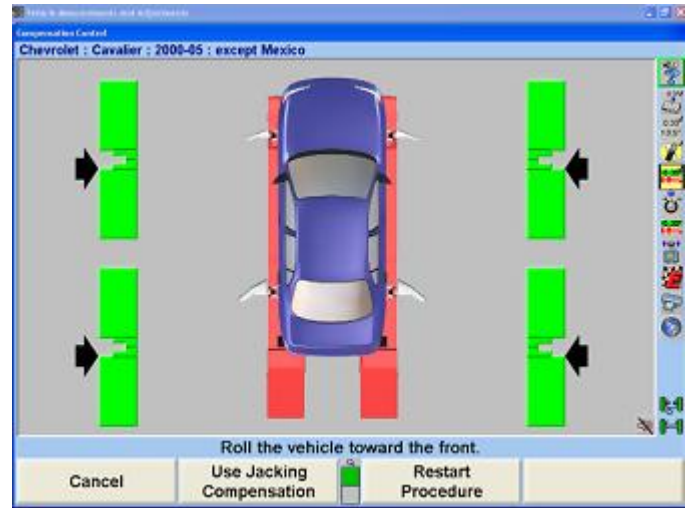 Compensation Control
Chevrolet : Cavalier : 2000-05 : except Mexico
Roll the vehicle toward the front.
Cancel
Use Jacking
Compensation
Restart
Procedure